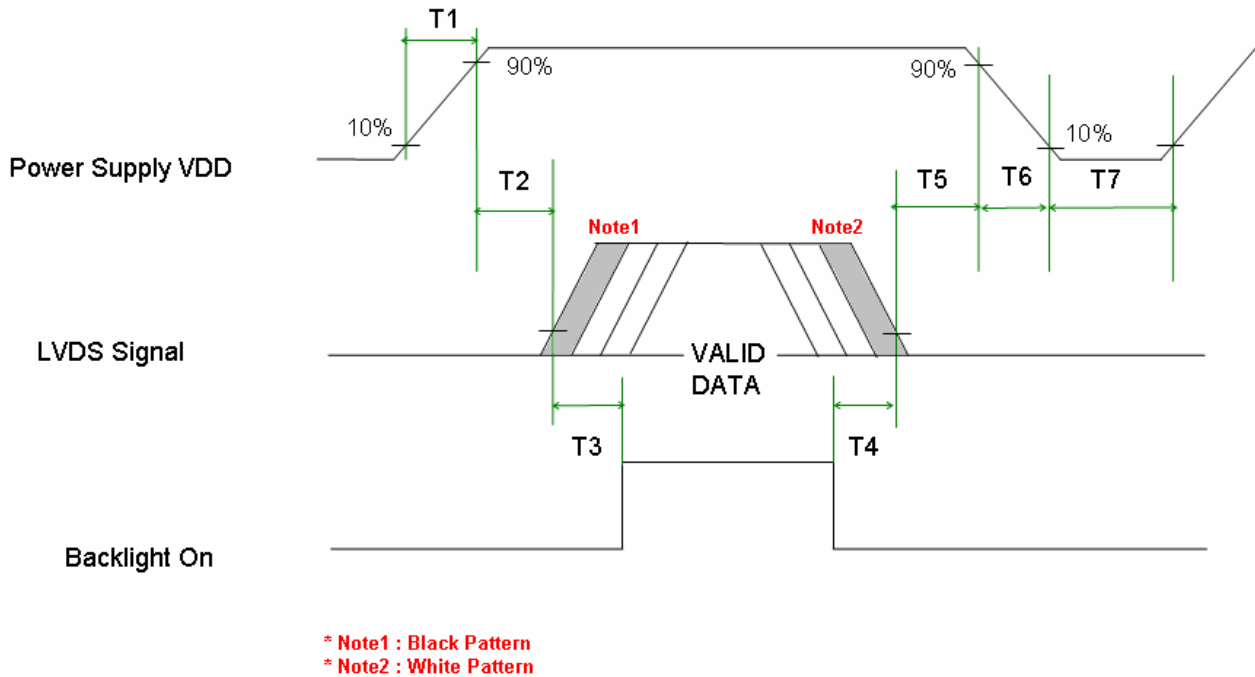 T1
90%
90%
10%
10%
Power Supply VDD
T2
T5
T6
T7
Note1
Note2
LVDS Signal
VALID
DATA
T3
T4
Backlight On
* Note1 : Black Pattern
* Note2 : White Pattern